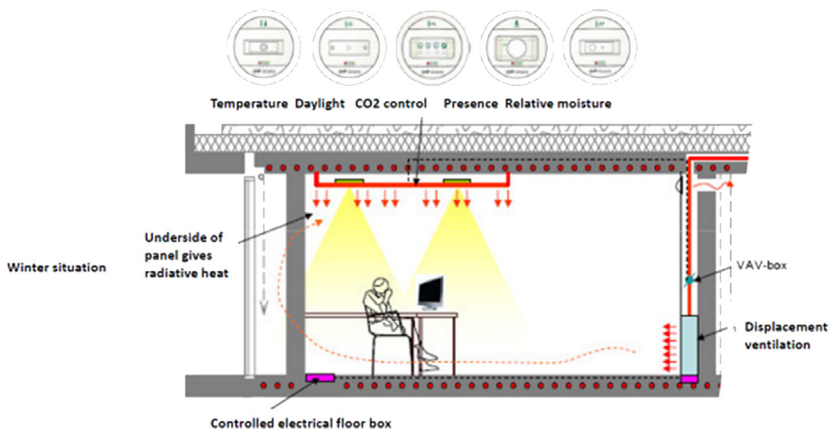 Temperature Daylight CO2 control Presence Relative moisture
Underside of
panel gives
radiative heat
Winter situation
VAV-box
Displacement
ventilation
Controlled electrical floor box